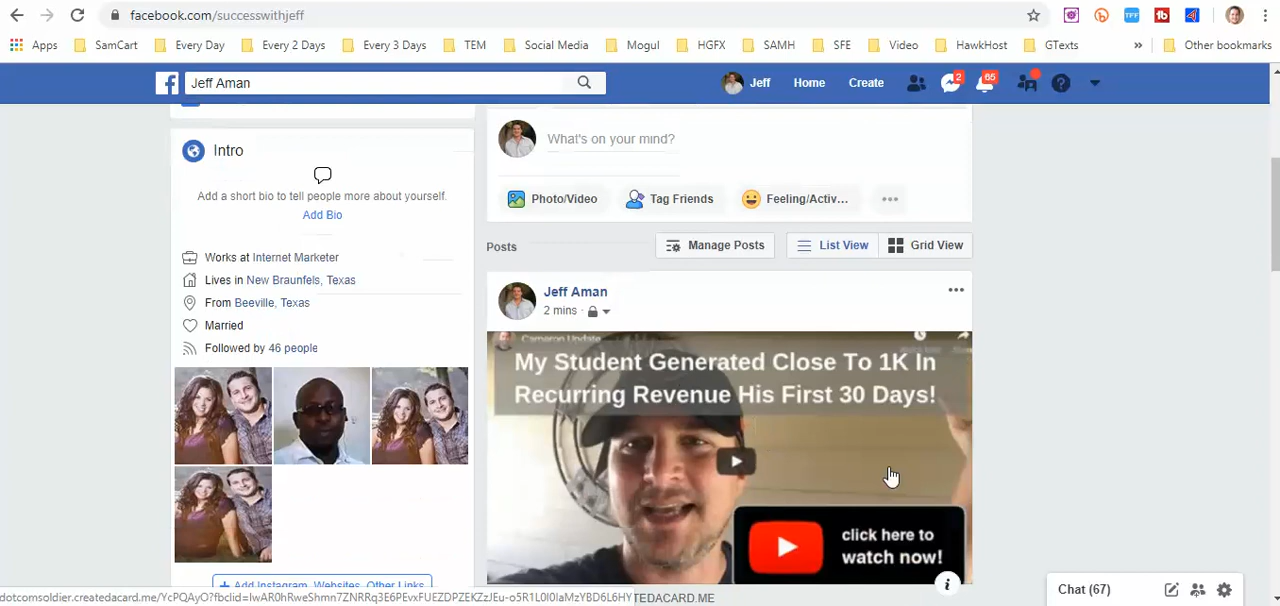 facebook.com/successwithjeff
Apps SamCart Every Day Every 2 Days Every 3 Days TEM Social Media Mogul HGFX SAMH SFE Video HawkHost GTexts » Other bookmarks
Jeff Aman
Jeff Home Create 2 65
Intro
Add a short bio to tell people more about yourself.
Add Bio
Works at Internet Marketer
Lives in New Braunfels, Texas
From Beeville, Texas
Married
Followed by 46 people
+ Add Instagram, Websites, Other Links
What's on your mind?
Photo/Video Tag Friends Feeling/Activ...
Posts Manage Posts List View Grid View
Jeff Aman
2 mins ·
Cameron Update
My Student Generated Close To 1K In
Recurring Revenue His First 30 Days!
click here to
watch now!
TEDACARD.ME
Chat (67)